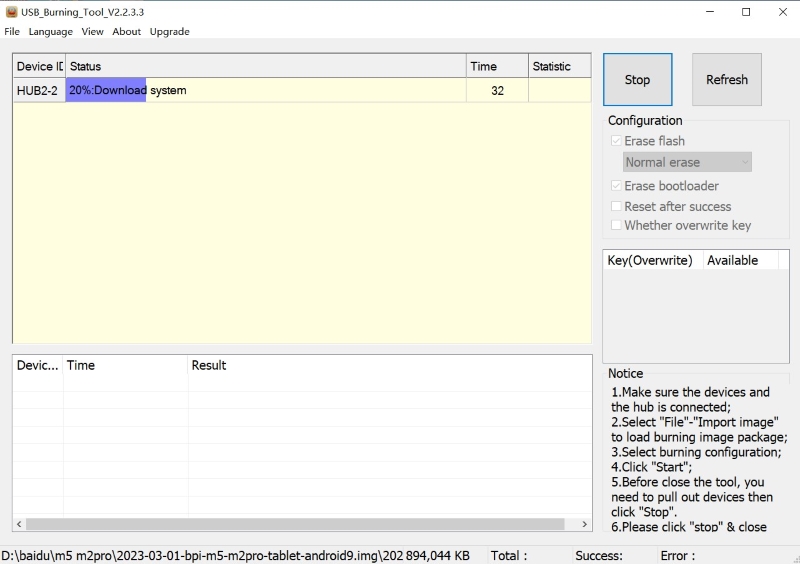 USB_Burning_Tool_V2.2.3.3
File Language View About Upgrade
Device ID Status Time Statistic
HUB2-2 20%:Download system 32
Stop Refresh
Configuration
Erase flash
Normal erase
Erase bootloader
Reset after success
Whether overwrite key
Key(Overwrite) Available
Devic... Time Result
Notice
1.Make sure the devices and
the hub is connected;
2.Select "File"-"Import image"
to load burning image package;
3.Select burning configuration;
4.Click "Start";
5.Before close the tool, you
need to pull out devices then
click "Stop".
6.Please click "stop" & close
D:\baidu\m5 m2pro\2023-03-01-bpi-m5-m2pro-tablet-android9.img\202 894,044 KB Total : Success: Error :